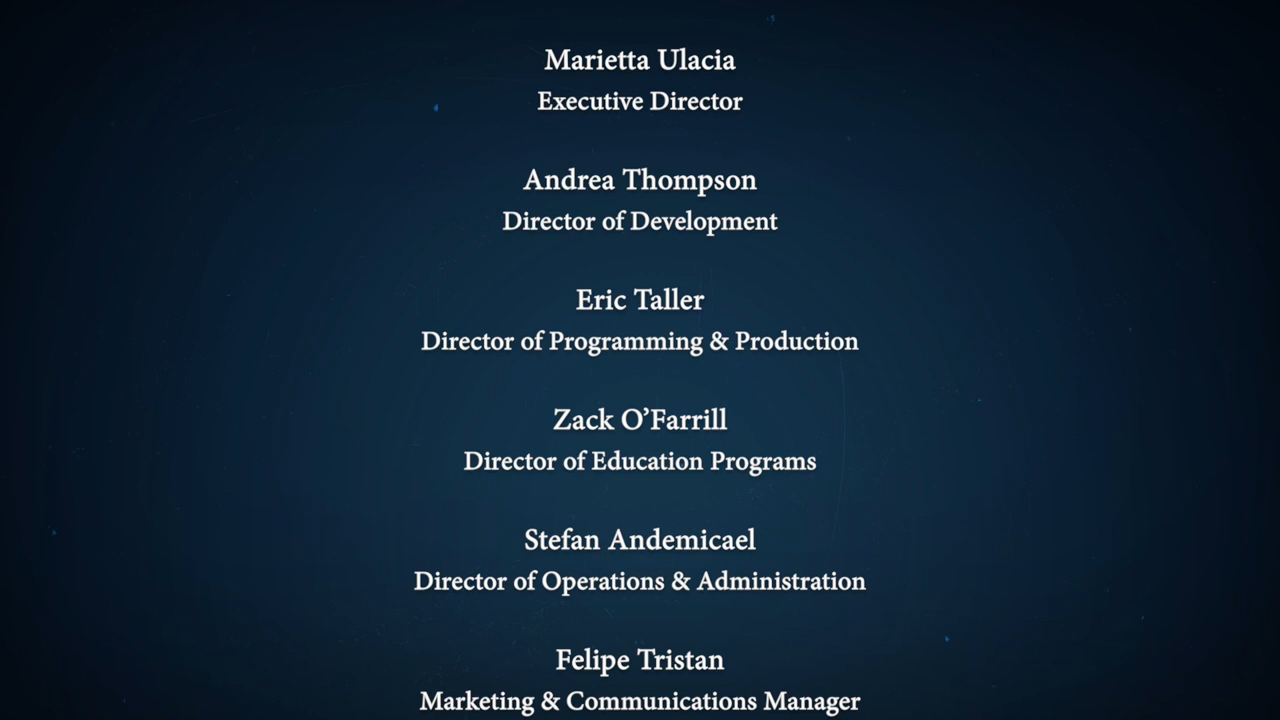 Marietta Ulacia
Executive Director
Andrea Thompson
Director of Development
Eric Taller
Director of Programming & Production
Zack O’Farrill
Director of Education Programs
Stefan Andemicael
Director of Operations & Administration
Felipe Tristan
Marketing & Communications Manager